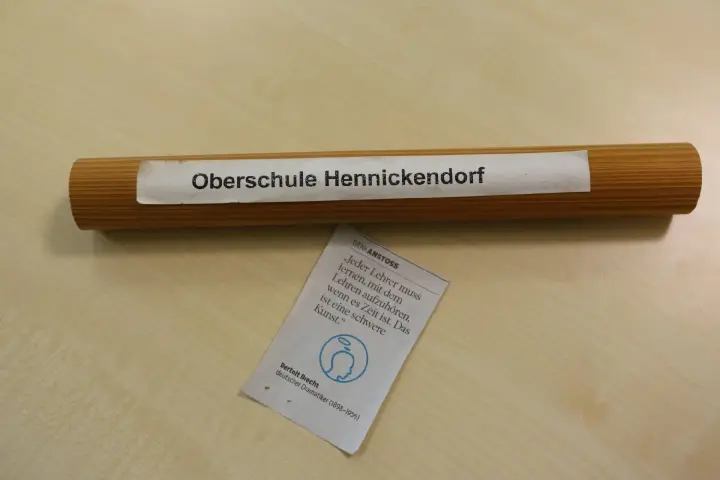 Oberschule Hennickendorf
DENKANSTOSS
„Jeder Lehrer muss
lernen, mit dem
Lehren aufzuhören,
wenn es Zeit ist. Das
ist eine schwere
Kunst.“
Bertolt Brecht
deutscher Dramatiker (1898–1956)